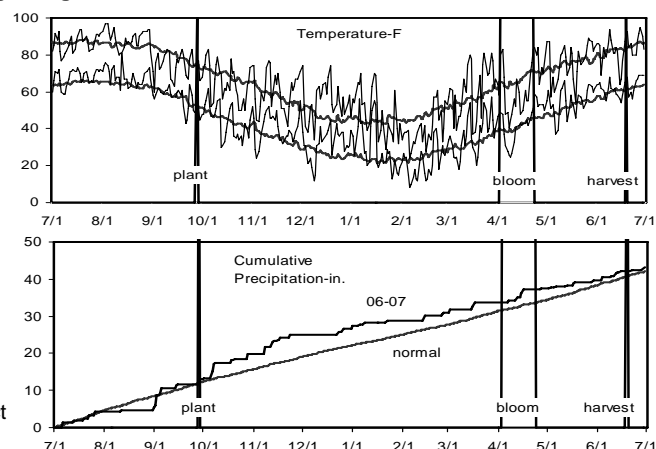 100
80
60
40
20
0
Temperature-F
plant
bloom
harvest
7/1 8/1 9/1 10/1 11/1 12/1 1/1 2/1 3/1 4/1 5/1 6/1 7/1
50
40
30
20
10
0
Cumulative
Precipitation-in.
06-07
normal
plant
bloom
harvest
7/1 8/1 9/1 10/1 11/1 12/1 1/1 2/1 3/1 4/1 5/1 6/1 7/1